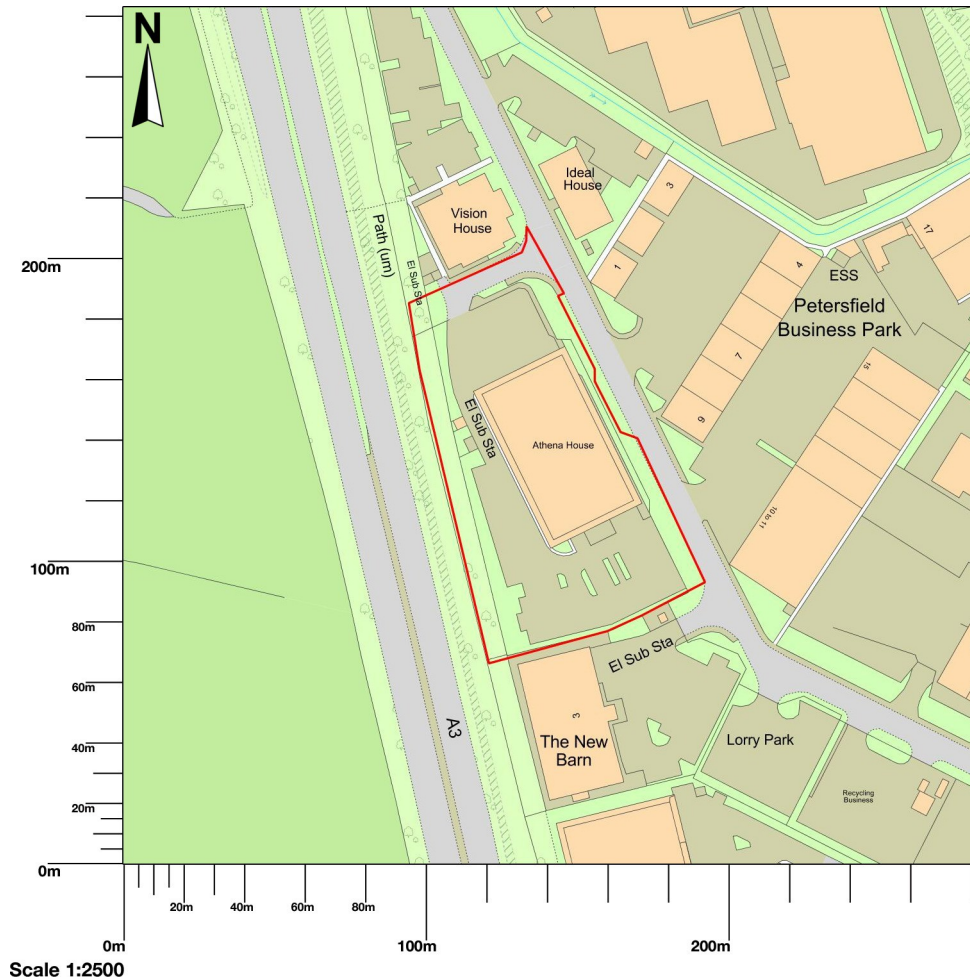 N
Path (um)
Vision
House
Ideal
House
3
1
17
4
ESS
Petersfield
Business Park
El Sub Sta
200m
7
9
15
El Sub Sta
Athena House
10 to 11
100m
80m
60m
40m
20m
0m
El Sub Sta
A3
3
The New
Barn
Lorry Park
Recycling
Business
20m
40m
60m
80m
0m
100m
200m
Scale 1:2500